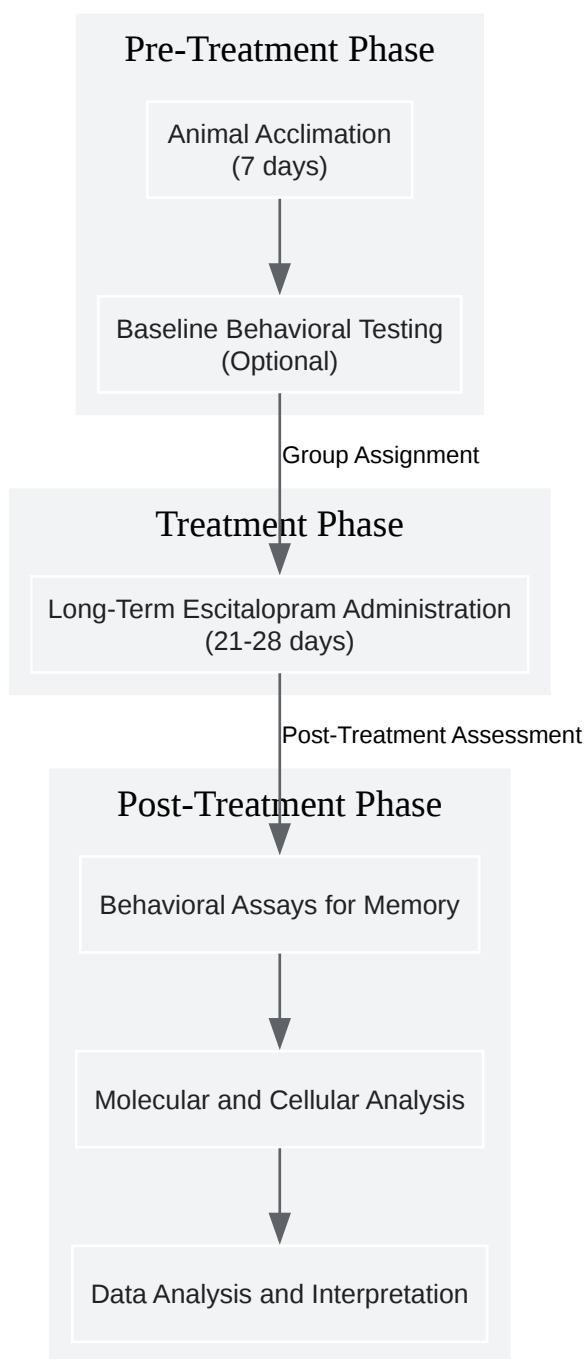 Pre-Treatment Phase
Animal Acclimation
(7 days)
Baseline Behavioral Testing
(Optional)
Group Assignment
Treatment Phase
Long-Term Escitalopram Administration
(21-28 days)
Post-Treatment Assessment
Post-Treatment Phase
Behavioral Assays for Memory
Molecular and Cellular Analysis
Data Analysis and Interpretation